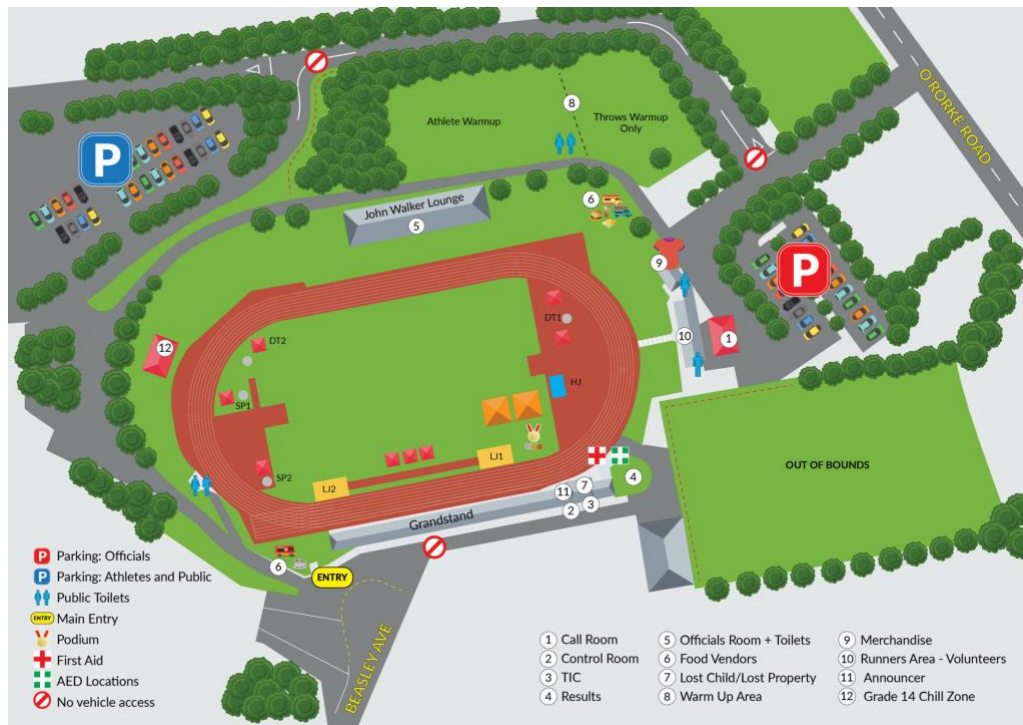 O'RORKE ROAD
P
8
Athlete Warmup
Throws Warmup
Only
6
John Walker Lounge
5
9
P
DT1
10
1
12
DT2
HJ
SP1
SP2
LJ1
LJ2
OUT OF BOUNDS
4
7
11
3
2
Grandstand
6
ENTRY
BEASLEY AVE
P Parking: Officials
P Parking: Athletes and Public
Public Toilets
ENTRY Main Entry
Podium
First Aid
AED Locations
No vehicle access
1 Call Room
2 Control Room
3 TIC
4 Results
5 Officials Room + Toilets
6 Food Vendors
7 Lost Child/Lost Property
8 Warm Up Area
9 Merchandise
10 Runners Area - Volunteers
11 Announcer
12 Grade 14 Chill Zone